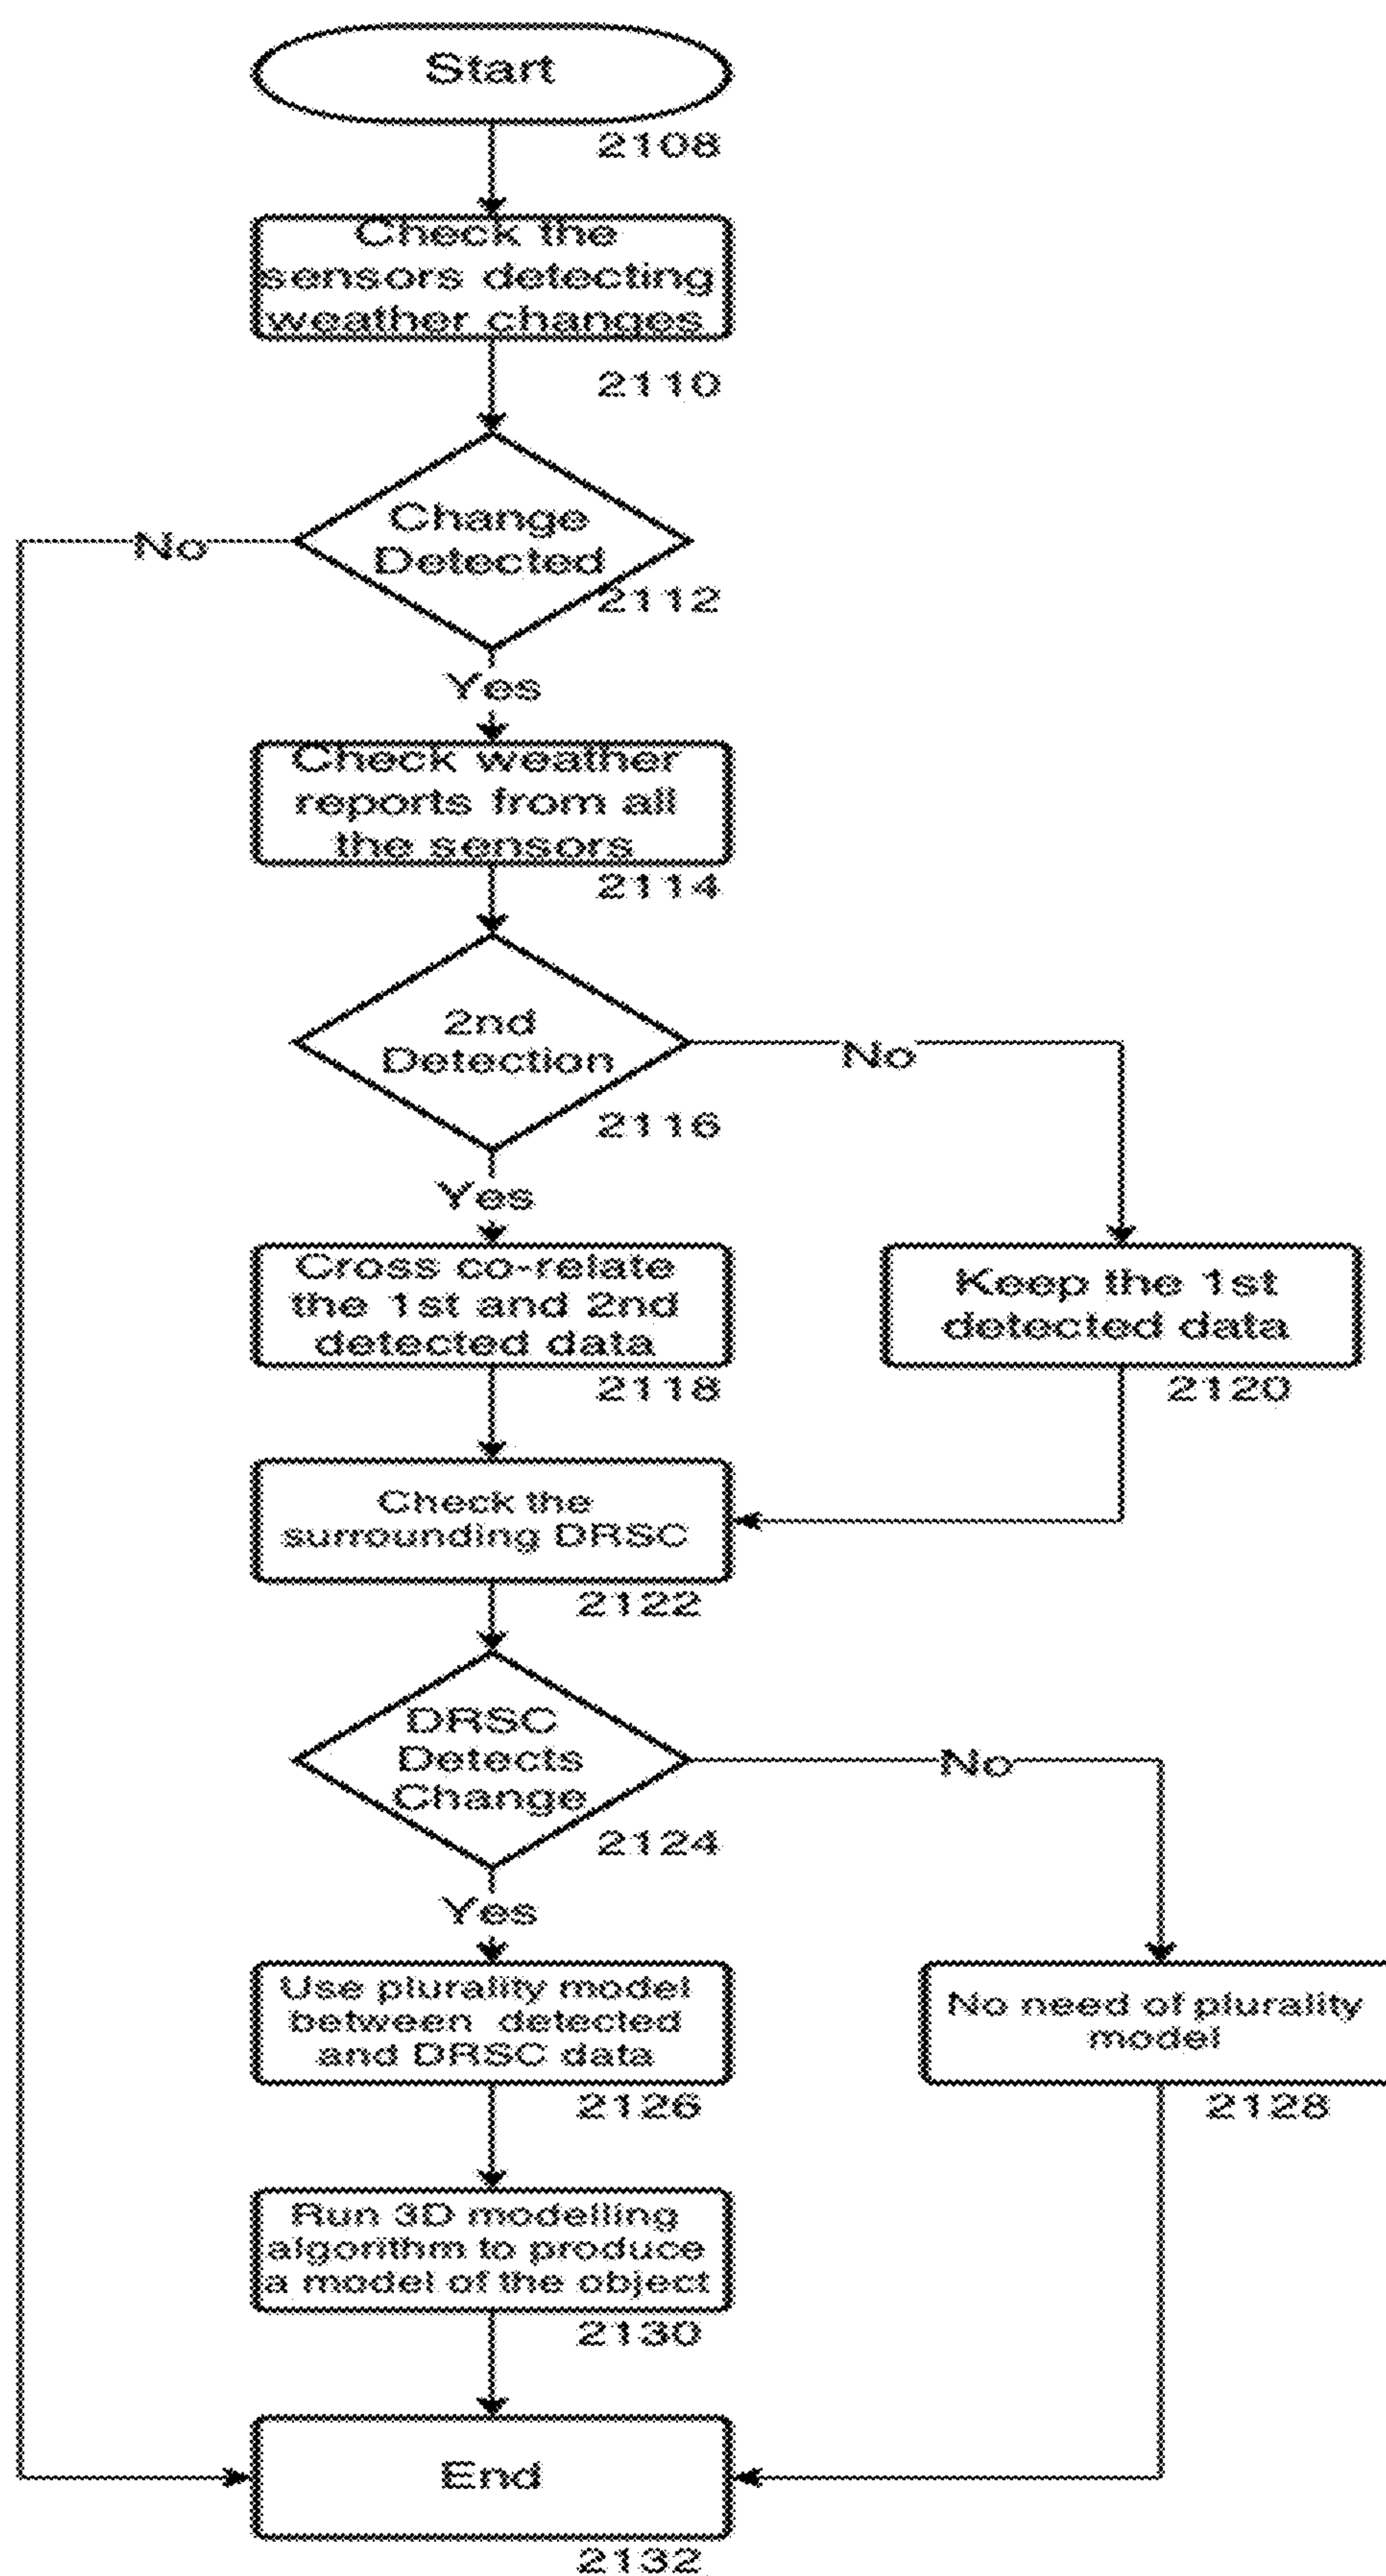 Start
2108
Check the
sensors detecting
weather changes
2110
Change
Detected
No
2112
Yes
Check weather
reports from all
the sensors
2114
2nd
Detection
No
2116
Yes
Cross co-relate
the 1st and 2nd
detected data
2118
Keep the 1st
detected data
2120
Check the
surrounding DRSC
2122
DRSC
Detects
Change
No
2124
Yes
Use plurality model
between detected
and DRSC data
2126
No need of plurality
model
2128
Run 3D modelling
algorithm to produce
a model of the object
2130
End
2132